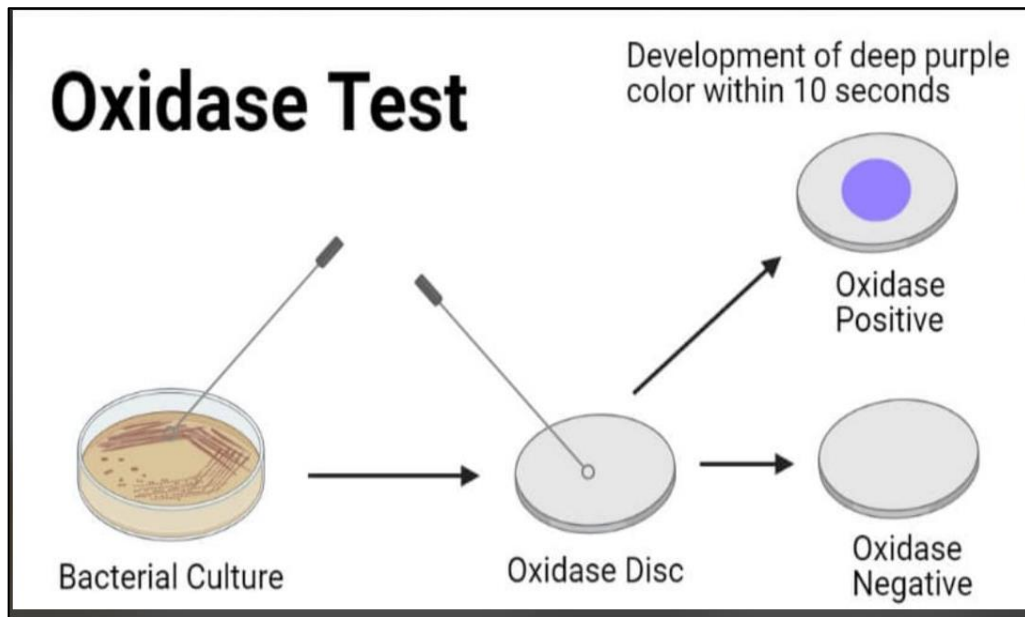 Oxidase Test
Development of deep purple
color within 10 seconds
Oxidase
Positive
Bacterial Culture
Oxidase Disc
Oxidase
Negative